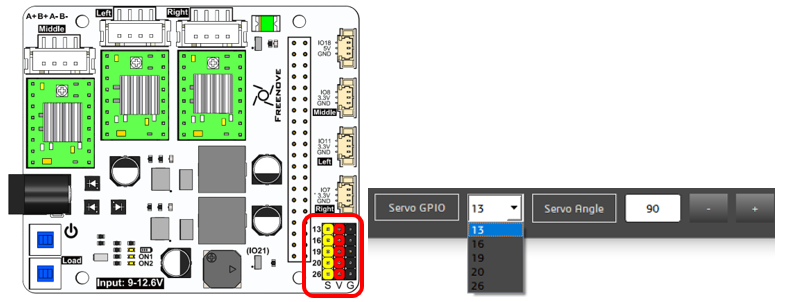 A+B+A-B-
Left
Right
Middle
IO18
5V
GND
FREENOVE
IO8
3.3V
GND
Middle
IO11
3.3V
GND
Left
IO7
3.3V
GND
Right
13
16
19
20
26
S V G
(IO21)
Load
ON1
ON2
Input: 9-12.6V
Servo GPIO
13
Servo Angle
90
-
+
13
16
19
20
26